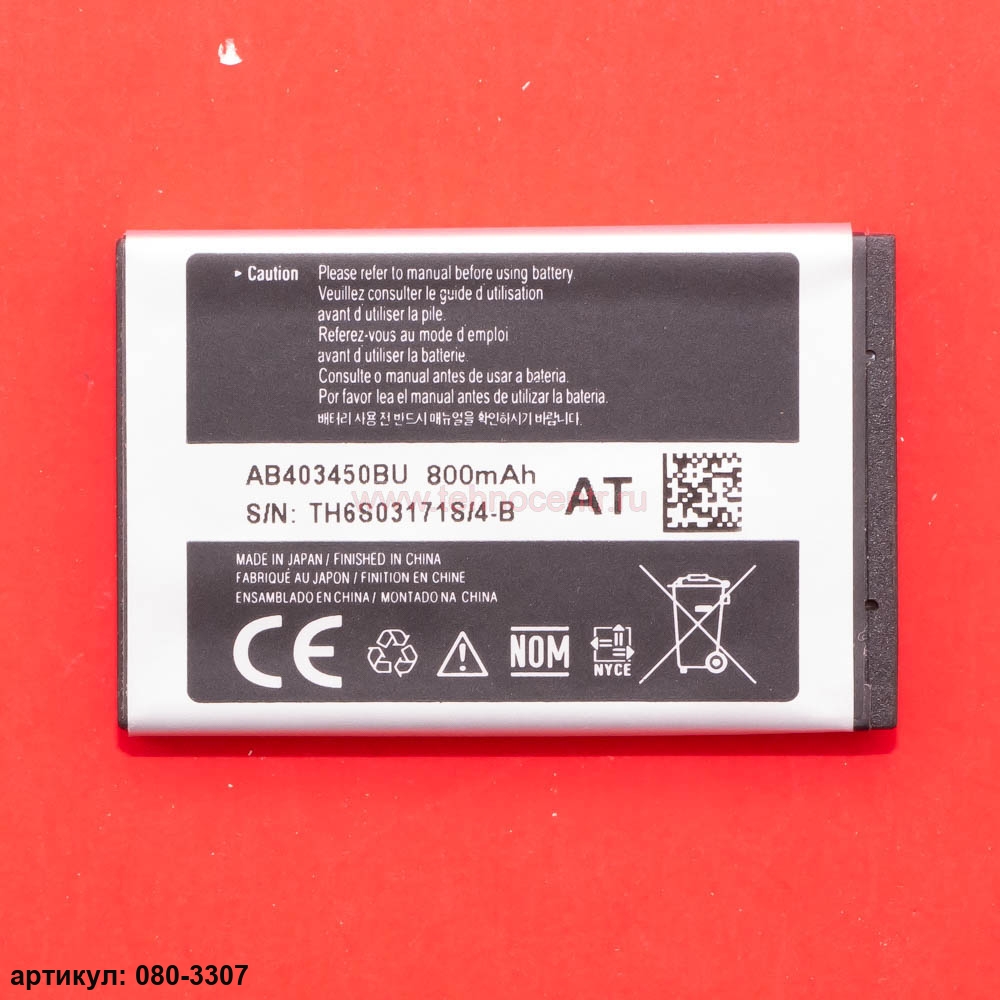 ▸ Caution Please refer to manual before using battery.
Veuillez consulter le guide d'utilisation
avant d'utiliser la pile.
Referez-vous au mode d'emploi
avant d'utiliser la batterie.
Consulte o manual antes de usar a bateria.
Por favor lea el manual antes de utilizar la bateria.
배터리 사용 전 반드시 매뉴얼을 확인하시기 바랍니다.
AB403450BU 800mAh
S/N: TH6S03171S/4-B
AT
www.tehnocentr.ru
MADE IN JAPAN / FINISHED IN CHINA
FABRIQUÉ AU JAPON / FINITION EN CHINE
ENSAMBLADO EN CHINA / MONTADO NA CHINA
CE
NOM
NYCE
артикул: 080-3307